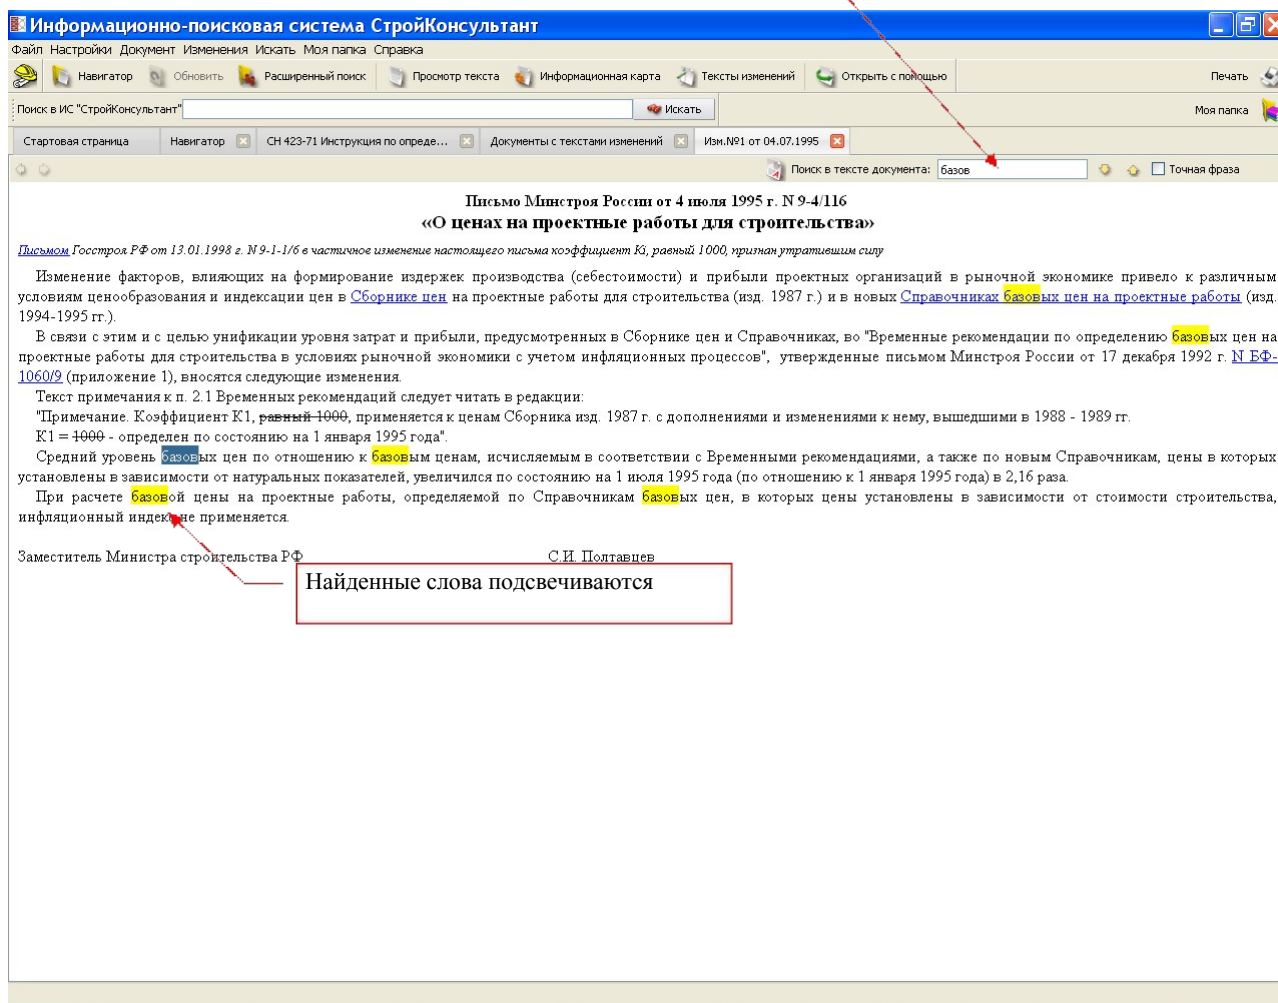 Информационно-поисковая система СтройКонсультант
Файл Настройки Документ Изменения Искать Моя папка Справка
Навигатор Обновить Расширенный поиск Просмотр текста Информационная карта Тексты изменений Открыть с помощью Печать
Поиск в ИС "СтройКонсультант" Искать Моя папка
Стартовая страница Навигатор СН 423-71 Инструкция по опреде... Документы с текстами изменений Изм.№1 от 04.07.1995
Поиск в тексте документа: базов Точная фраза
Письмо Минстроя России от 4 июля 1995 г. N 9-4/116
«О ценах на проектные работы для строительства»
Письмом Госстроя РФ от 13.01.1998 г. N 9-1-1/6 в частичное изменение настоящего письма коэффициент Ki, равный 1000, признан утратившим силу
Изменение факторов, влияющих на формирование издержек производства (себестоимости) и прибыли проектных организаций в рыночной экономике привело к различным
условиям ценообразования и индексации цен в Сборнике цен на проектные работы для строительства (изд. 1987 г.) и в новых Справочниках базовых цен на проектные работы (изд.
1994-1995 гг.).
В связи с этим и с целью унификации уровня затрат и прибыли, предусмотренных в Сборнике цен и Справочниках, во "Временные рекомендации по определению базовых цен на
проектные работы для строительства в условиях рыночной экономики с учетом инфляционных процессов", утвержденные письмом Минстроя России от 17 декабря 1992 г. N БФ-
1060/9 (приложение 1), вносятся следующие изменения.
Текст примечания к п. 2.1 Временных рекомендаций следует читать в редакции:
"Примечание. Коэффициент К1, равный 1000, применяется к ценам Сборника изд. 1987 г. с дополнениями и изменениями к нему, вышедшими в 1988 - 1989 гг.
К1 = 1000 - определен по состоянию на 1 января 1995 года".
Средний уровень базовых цен по отношению к базовым ценам, исчисляемым в соответствии с Временными рекомендациями, а также по новым Справочникам, цены в которых
установлены в зависимости от натуральных показателей, увеличился по состоянию на 1 июля 1995 года (по отношению к 1 января 1995 года) в 2,16 раза.
При расчете базовой цены на проектные работы, определяемой по Справочникам базовых цен, в которых цены установлены в зависимости от стоимости строительства,
инфляционный индекс не применяется.
Заместитель Министра строительства РФ С.И. Полтавцев
Найденные слова подсвечиваются